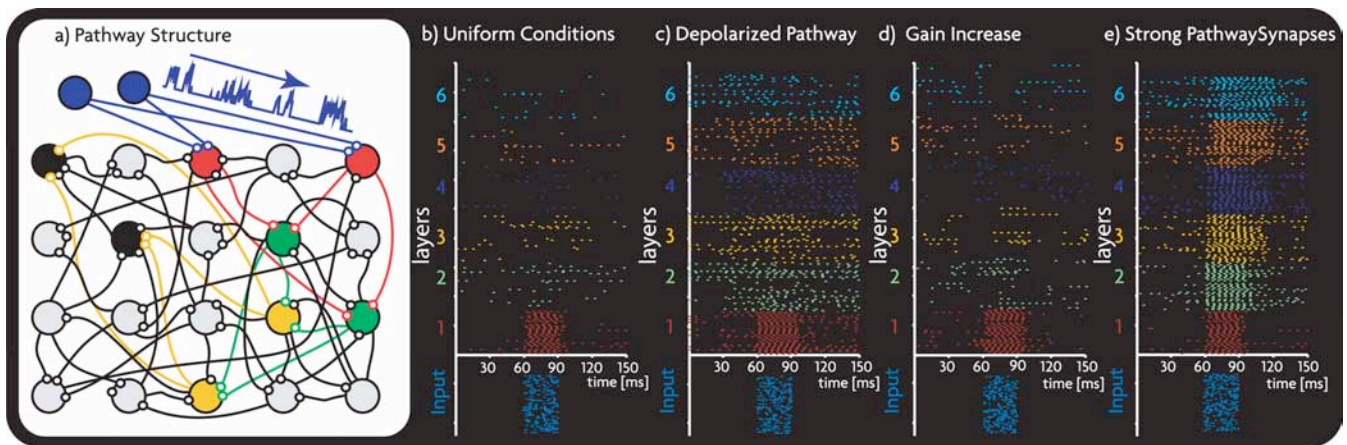 a) Pathway Structure
b) Uniform Conditions
c) Depolarized Pathway
d) Gain Increase
e) Strong PathwaySynapses
layers
6
5
4
3
2
1
30 60 90 120 150
time [ms]
Input
layers
6
5
4
3
2
1
30 60 90 120 150
time [ms]
Input
layers
6
5
4
3
2
1
30 60 90 120 150
time [ms]
Input
layers
6
5
4
3
2
1
30 60 90 120 150
time [ms]
Input